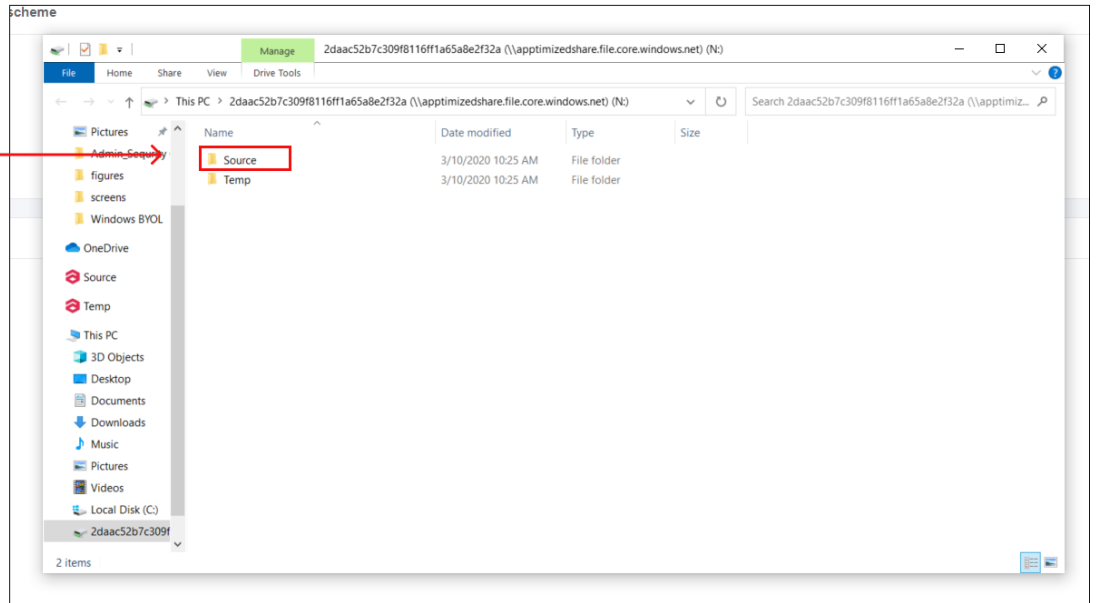 scheme
Manage 2daac52b7c309f8116ff1a65a8e2f32a (\\apptimizedshare.file.core.windows.net) (N:)
File Home Share View Drive Tools
This PC > 2daac52b7c309f8116ff1a65a8e2f32a (\\apptimizedshare.file.core.windows.net) (N:) Search 2daac52b7c309f8116ff1a65a8e2f32a (\\apptimiz...
Pictures Name Date modified Type Size
Admin_Sequrity
Source 3/10/2020 10:25 AM File folder
figures
Temp 3/10/2020 10:25 AM File folder
screens
Windows BYOL
OneDrive
Source
Temp
This PC
3D Objects
Desktop
Documents
Downloads
Music
Pictures
Videos
Local Disk (C:)
2daac52b7c309f
2 items